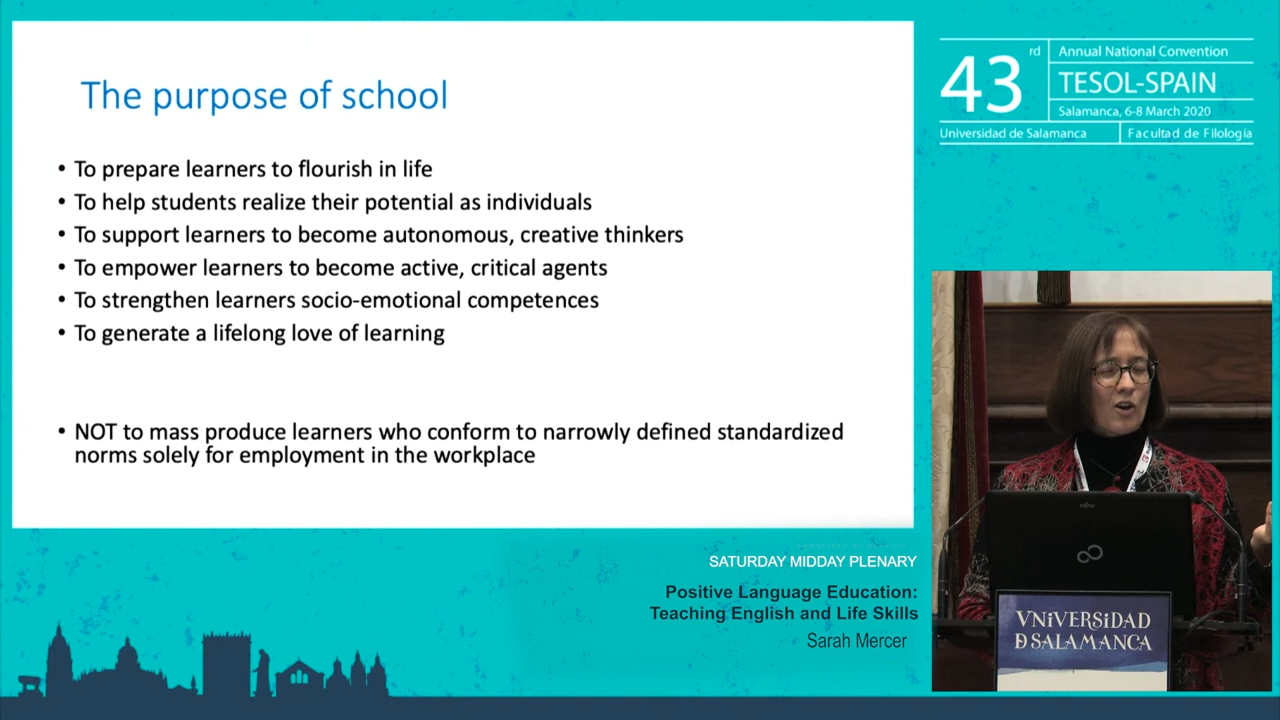 The purpose of school
• To prepare learners to flourish in life
• To help students realize their potential as individuals
• To support learners to become autonomous, creative thinkers
• To empower learners to become active, critical agents
• To strengthen learners socio-emotional competences
• To generate a lifelong love of learning
• NOT to mass produce learners who conform to narrowly defined standardized
norms solely for employment in the workplace
43rd
Annual National Convention
TESOL-SPAIN
Salamanca, 6-8 March 2020
Universidad de Salamanca
Facultad de Filología
SATURDAY MIDDAY PLENARY
Positive Language Education:
Teaching English and Life Skills
Sarah Mercer
VNiVERSiDAD
Ð SALAMANCA